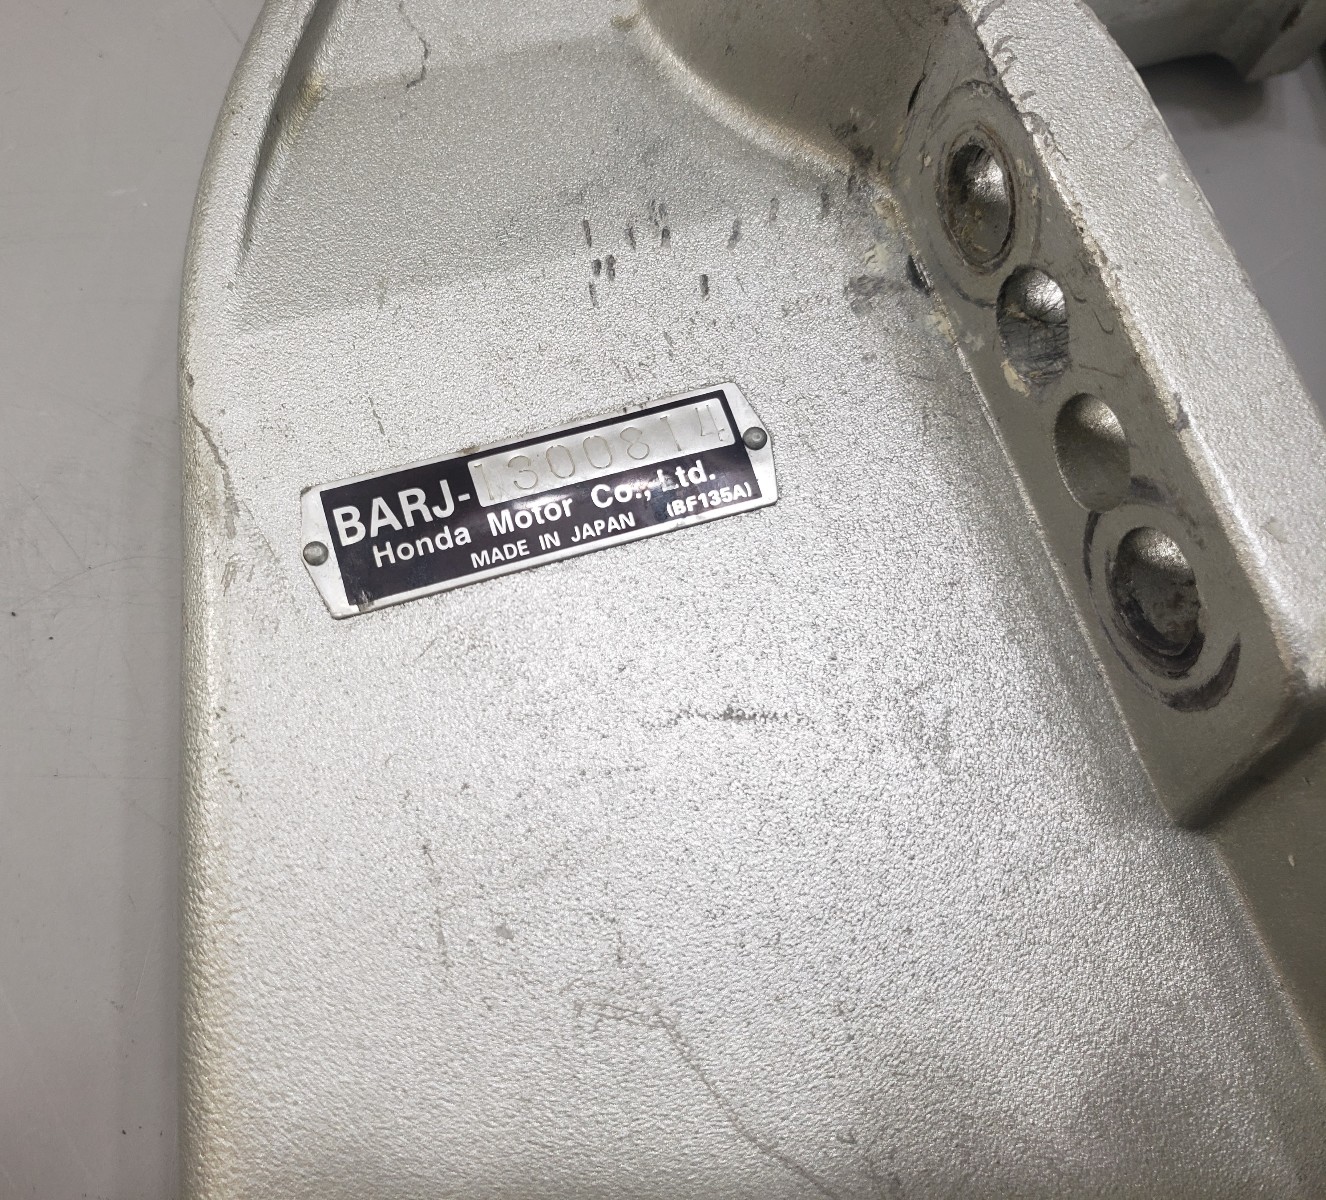 BARJ-1300814
Honda Motor Co., Ltd.
MADE IN JAPAN (BF135A)